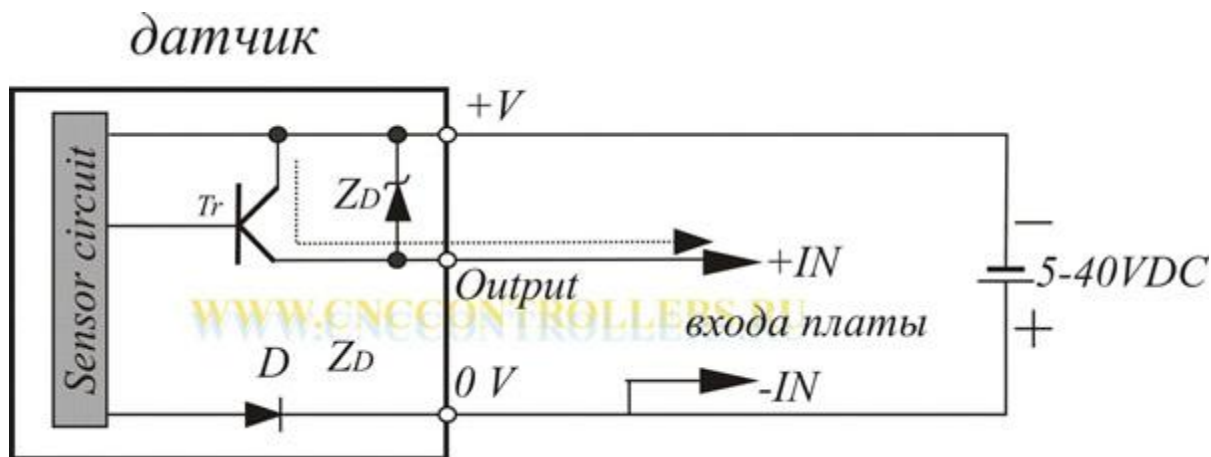 датчик
+V
Sensor circuit
Tr
ZD
−
+IN
5-40VDC
Output
WWW.CNCCONTROLLERS.RU
входа платы
+
D
ZD
0 V
-IN